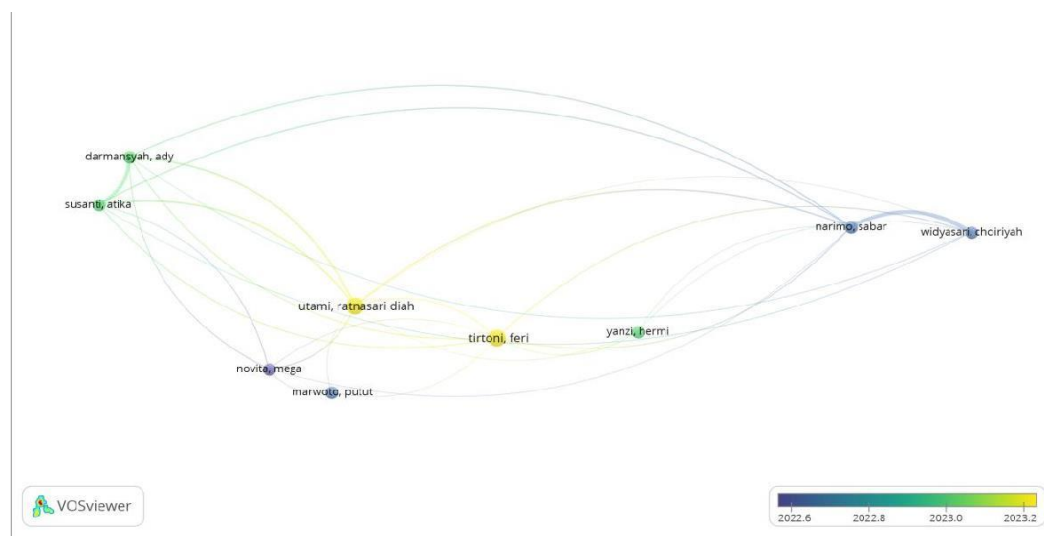 darmansyah, ady
susanti, atika
narimo, sabar
widyasari, chciriyah
utami, ratnasari diah
yanzi, hermi
tirtoni, feri
novita, mega
marwoto, putut
VOSviewer
2022.6 2022.8 2023.0 2023.2